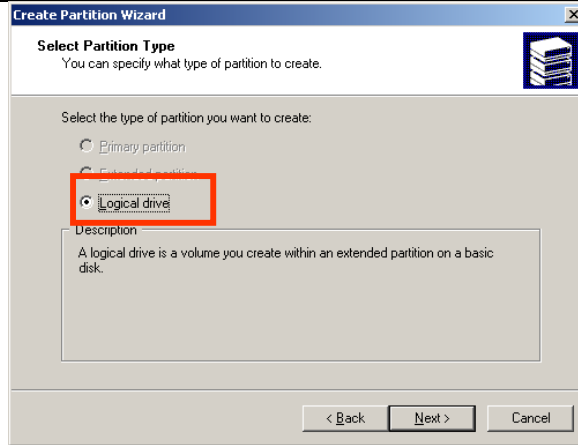 Create Partition Wizard
Select Partition Type
You can specify what type of partition to create.
Select the type of partition you want to create:
Primary partition
Extended partition
Logical drive
Description
A logical drive is a volume you create within an extended partition on a basic
disk.
< Back
Next >
Cancel